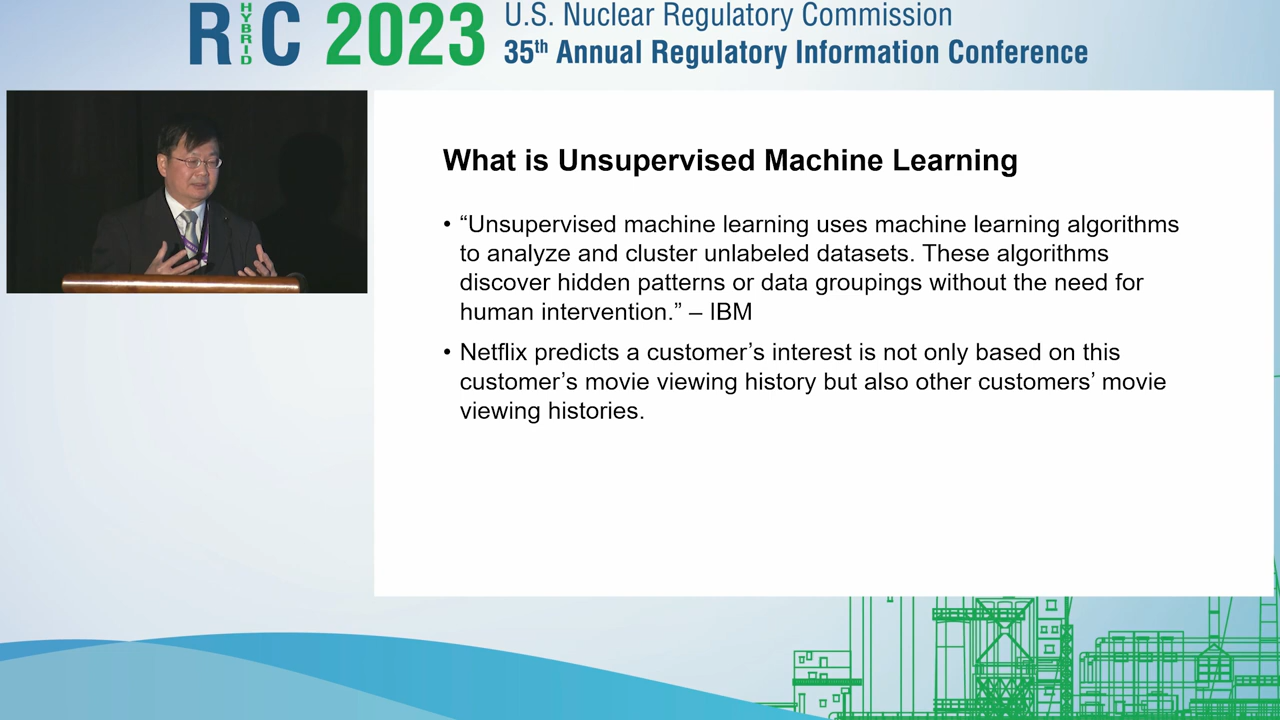 RIC HYBRID 2023
U.S. Nuclear Regulatory Commission
35th Annual Regulatory Information Conference
What is Unsupervised Machine Learning
• “Unsupervised machine learning uses machine learning algorithms
to analyze and cluster unlabeled datasets. These algorithms
discover hidden patterns or data groupings without the need for
human intervention.” – IBM
• Netflix predicts a customer’s interest is not only based on this
customer’s movie viewing history but also other customers’ movie
viewing histories.